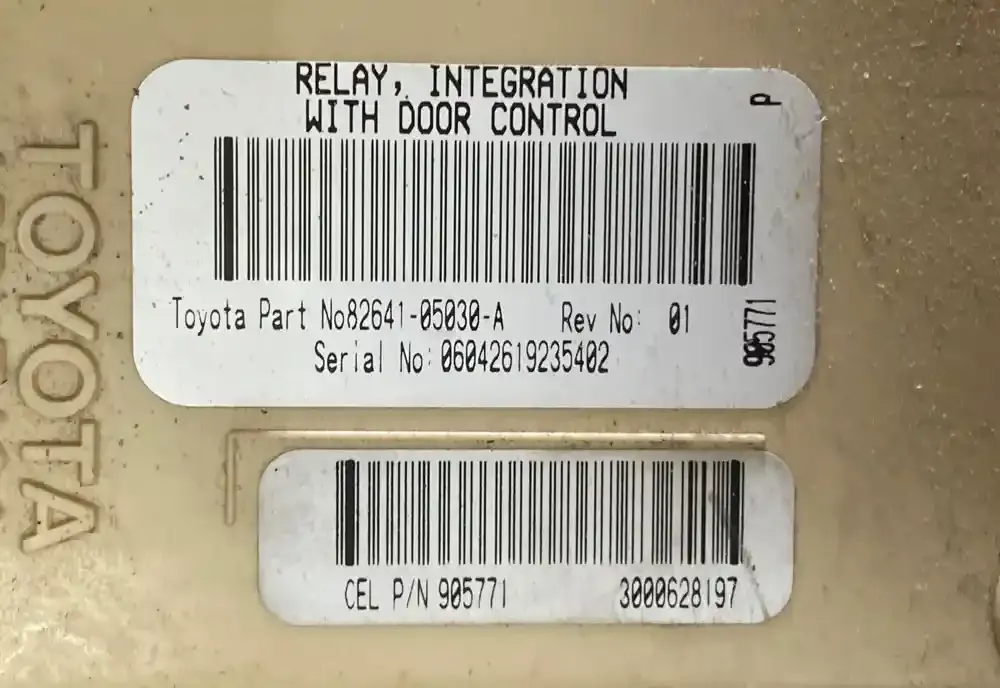 RELAY, INTEGRATION
WITH DOOR CONTROL
P
Toyota Part No82641-05030-A Rev No: 01
Serial No: 06042619235402
905771
CEL P/N 905771 3000628197
TOYOTA